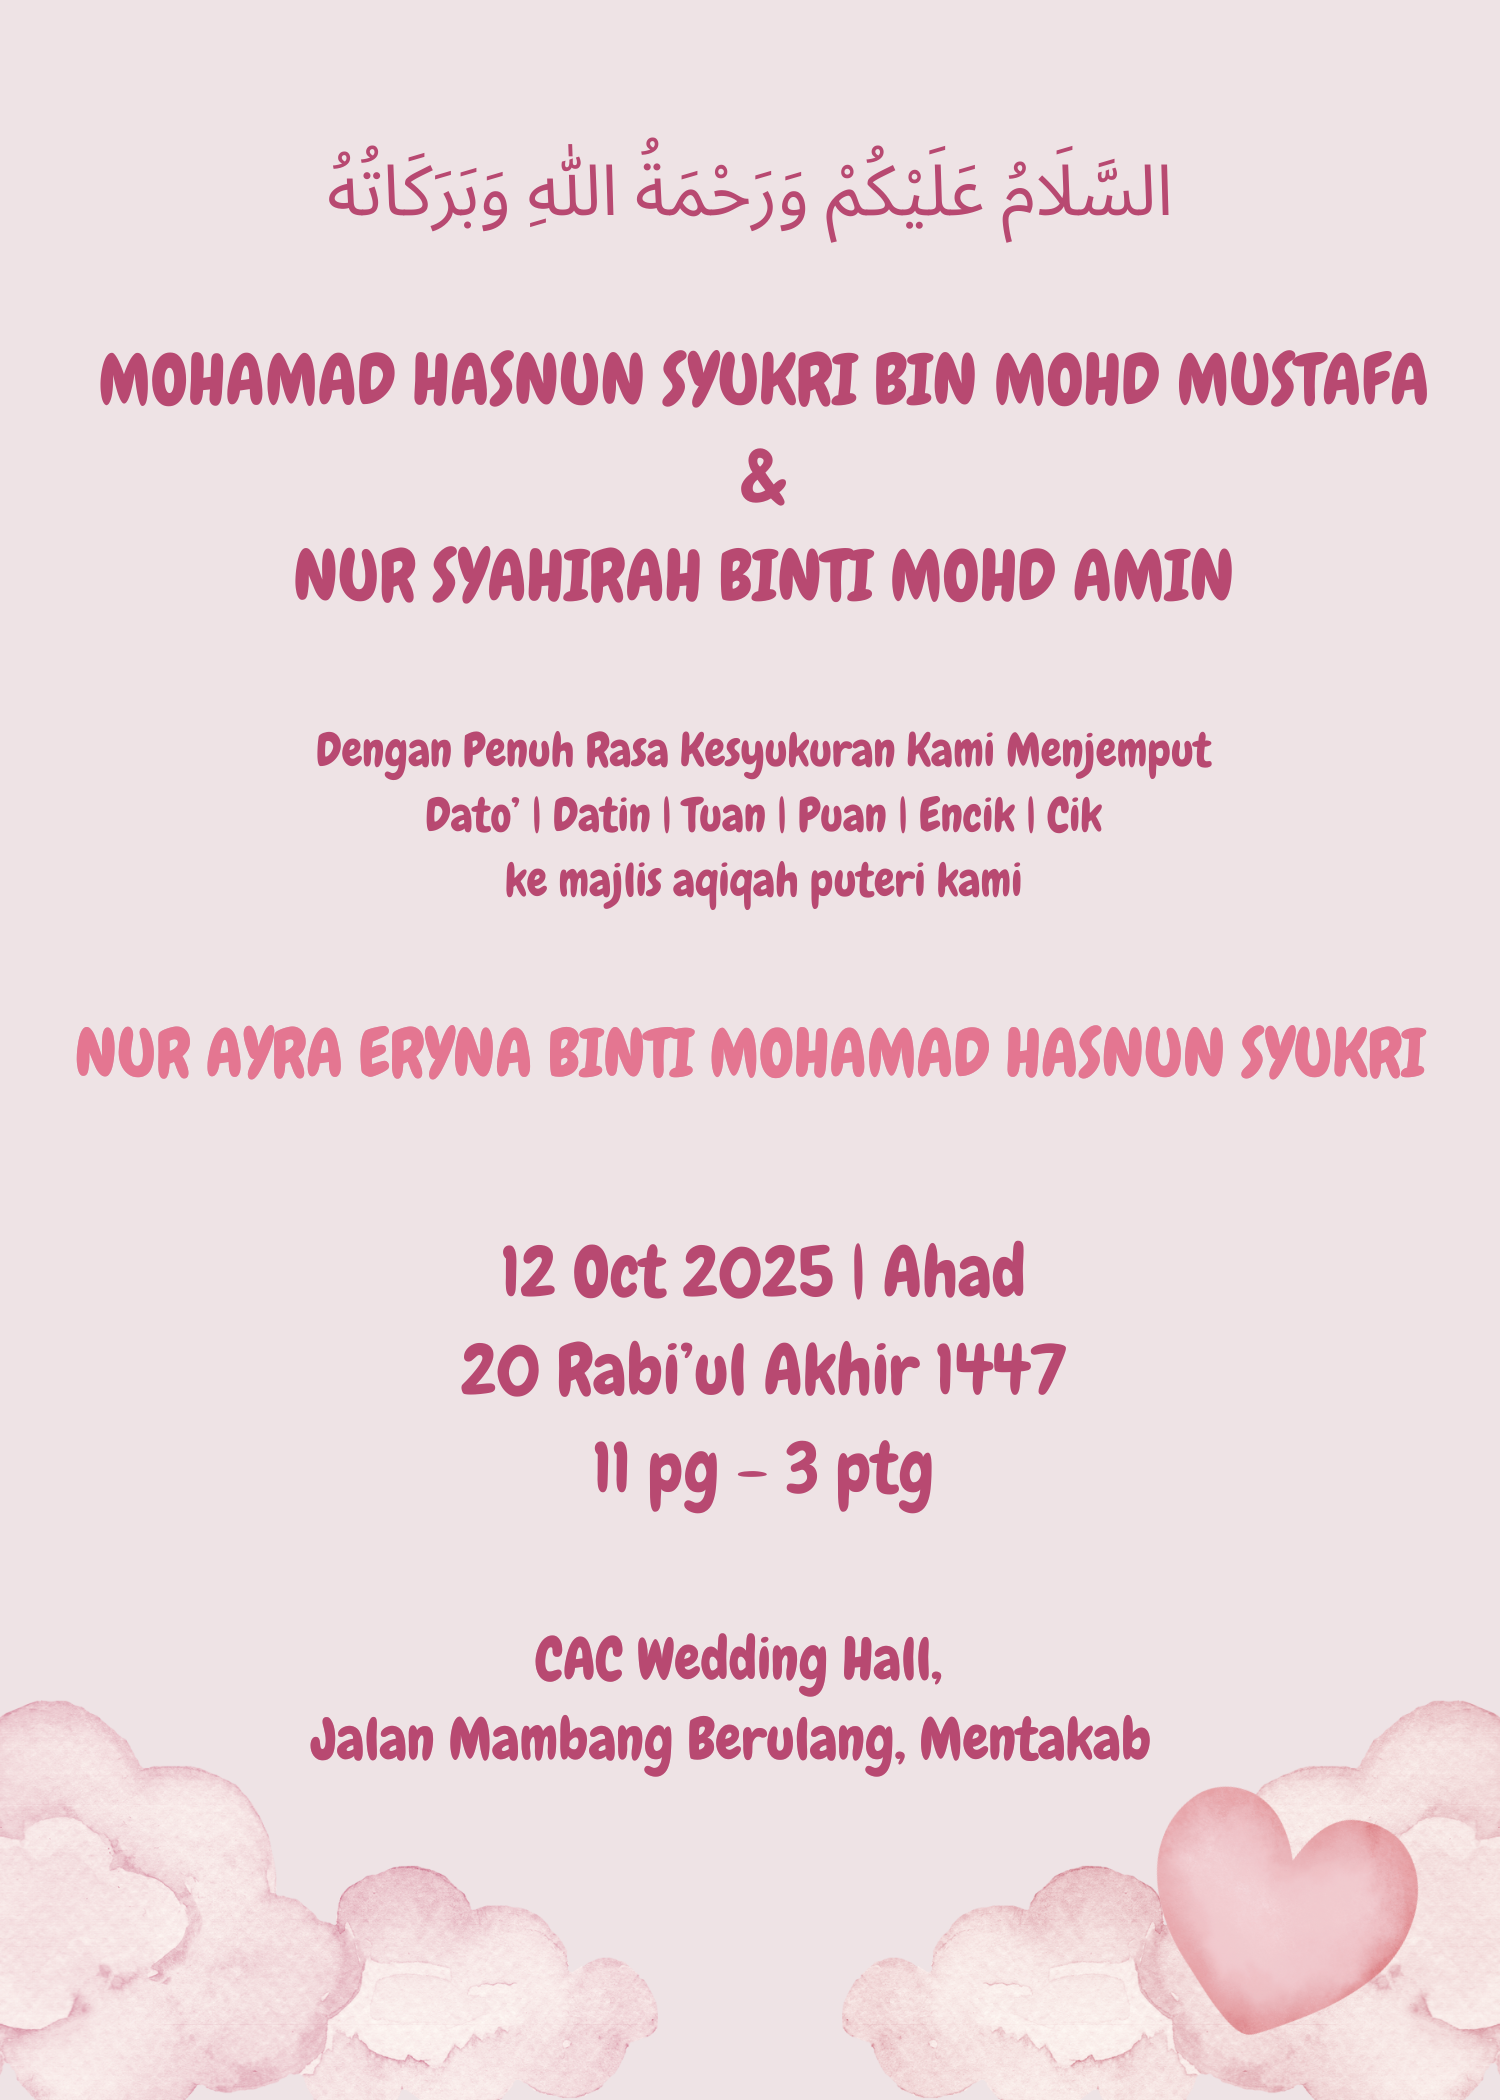 السَّلَامُ عَلَيْكُمْ وَرَحْمَةُ اللّٰهِ وَبَرَكَاتُهُ
MOHAMAD HASNUN SYUKRI BIN MOHD MUSTAFA
&
NUR SYAHIRAH BINTI MOHD AMIN
Dengan Penuh Rasa Kesyukuran Kami Menjemput
Dato’ | Datin | Tuan | Puan | Encik | Cik
ke majlis aqiqah puteri kami
NUR AYRA ERYNA BINTI MOHAMAD HASNUN SYUKRI
12 Oct 2025 | Ahad
20 Rabi’ul Akhir 1447
11 pg - 3 ptg
CAC Wedding Hall,
Jalan Mambang Berulang, Mentakab